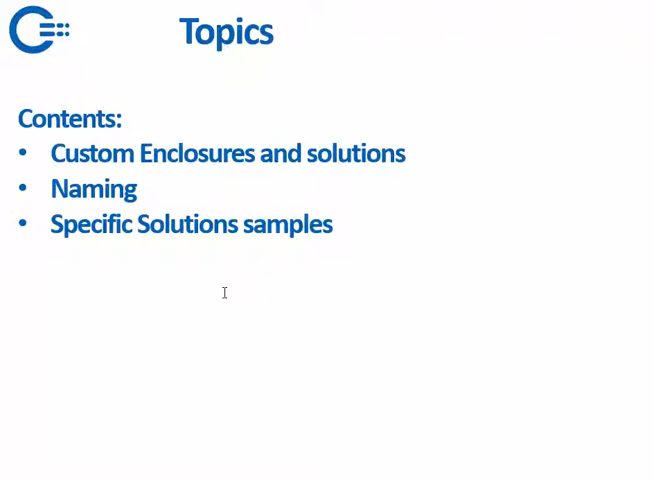 Topics
Contents:
• Custom Enclosures and solutions
• Naming
• Specific Solutions samples